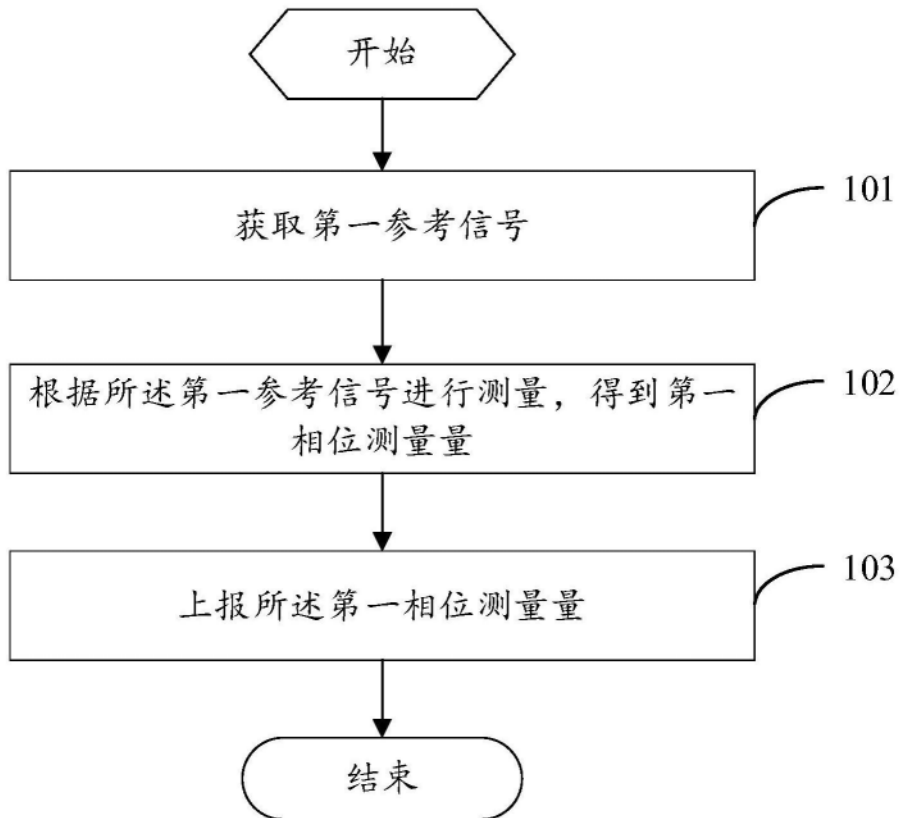 开始
获取第一参考信号
101
根据所述第一参考信号进行测量，得到第一
相位测量量
102
上报所述第一相位测量量
103
结束